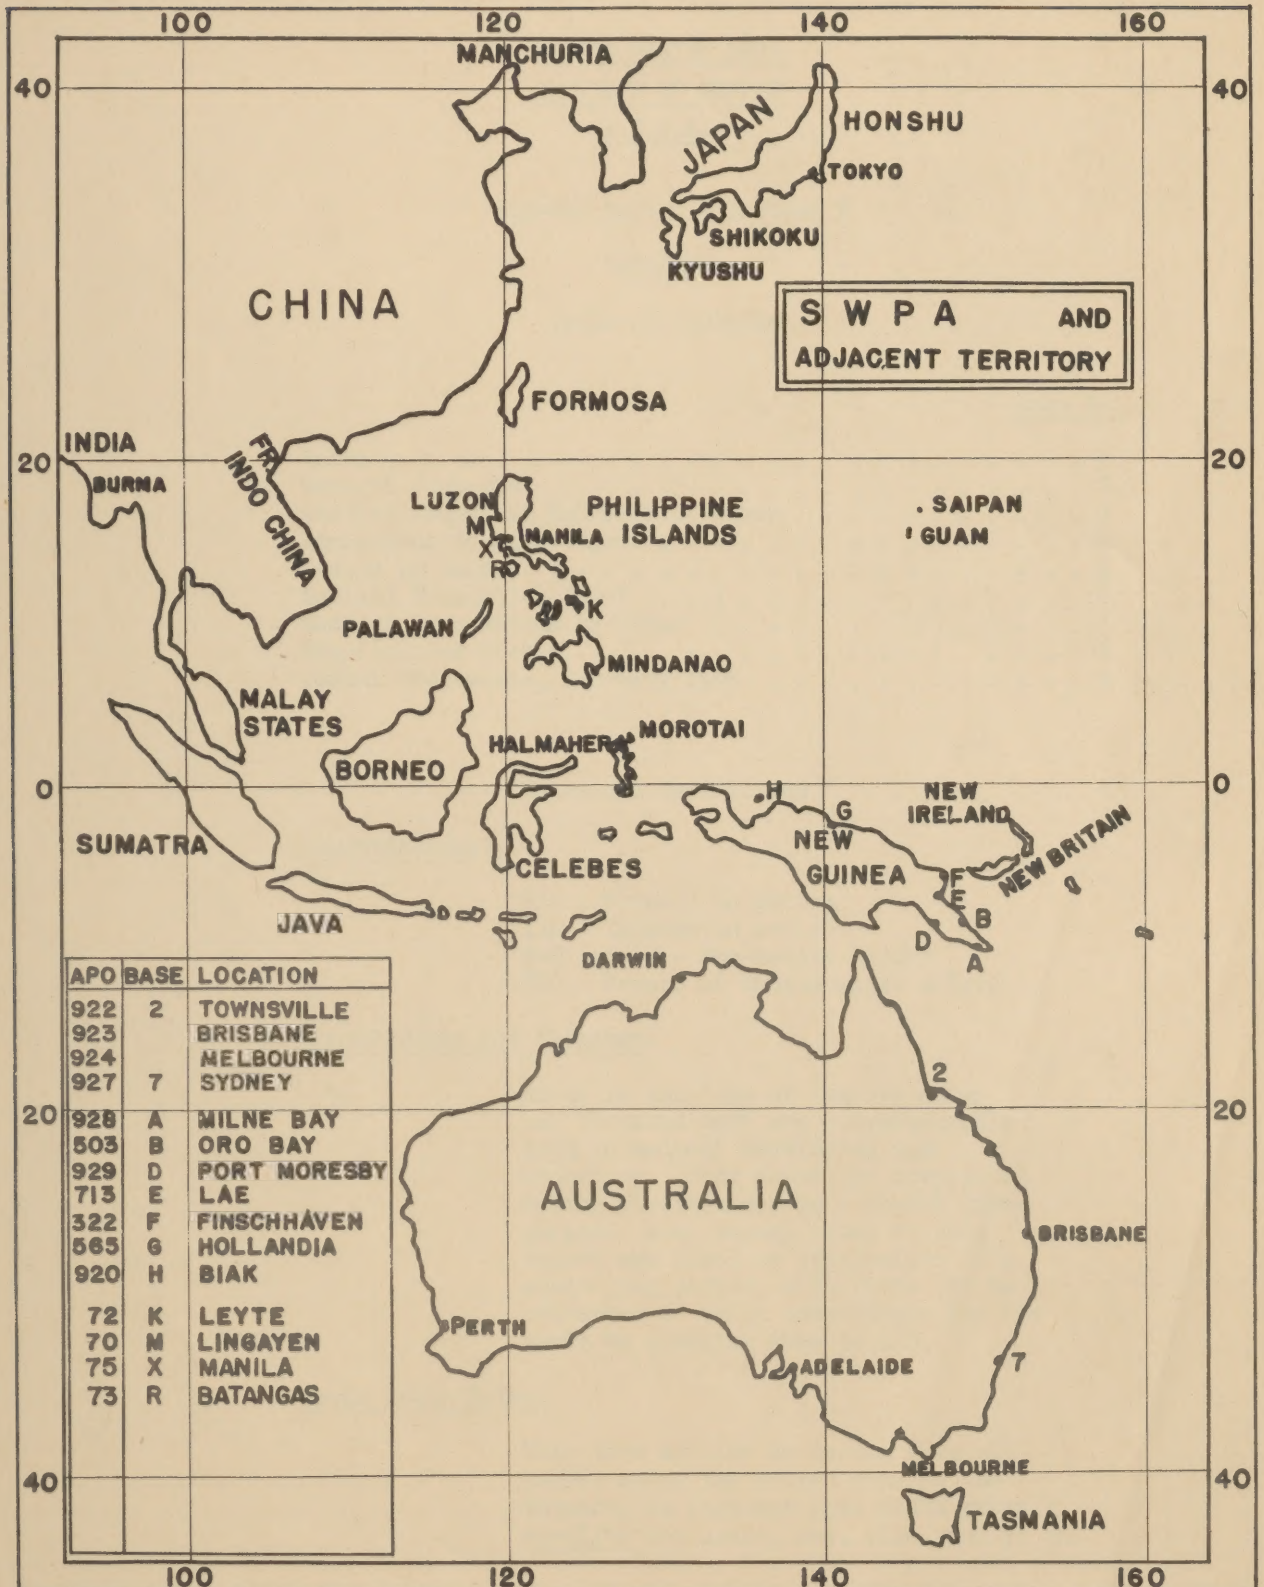 100 120 140 160
MANCHURIA
40 40
JAPAN
HONSHU
TOKYO
SHIKOKU
KYUSHU
CHINA
S W P A AND
ADJACENT TERRITORY
FORMOSA
INDIA
20 20
BURMA
FR.
INDO CHINA
LUZON
PHILIPPINE
ISLANDS
M
MANILA
X
R
SAIPAN
GUAM
K
PALAWAN
MINDANAO
MALAY
STATES
MOROTAI
HALMAHERA
BORNEO
0 0
H
G
NEW
IRELAND
NEW
GUINEA
NEW BRITAIN
SUMATRA
CELEBES
F
E
B
D
A
JAVA
DARWIN
APO BASE LOCATION
922 2 TOWNSVILLE
923 BRISBANE
924 MELBOURNE
927 7 SYDNEY
928 A MILNE BAY
503 B ORO BAY
929 D PORT MORESBY
713 E LAE
322 F FINSCHHAVEN
565 G HOLLANDIA
920 H BIAK
72 K LEYTE
70 M LINGAYEN
75 X MANILA
73 R BATANGAS
2
20 20
AUSTRALIA
BRISBANE
PERTH
ADELAIDE
7
MELBOURNE
40 40
TASMANIA
100 120 140 160